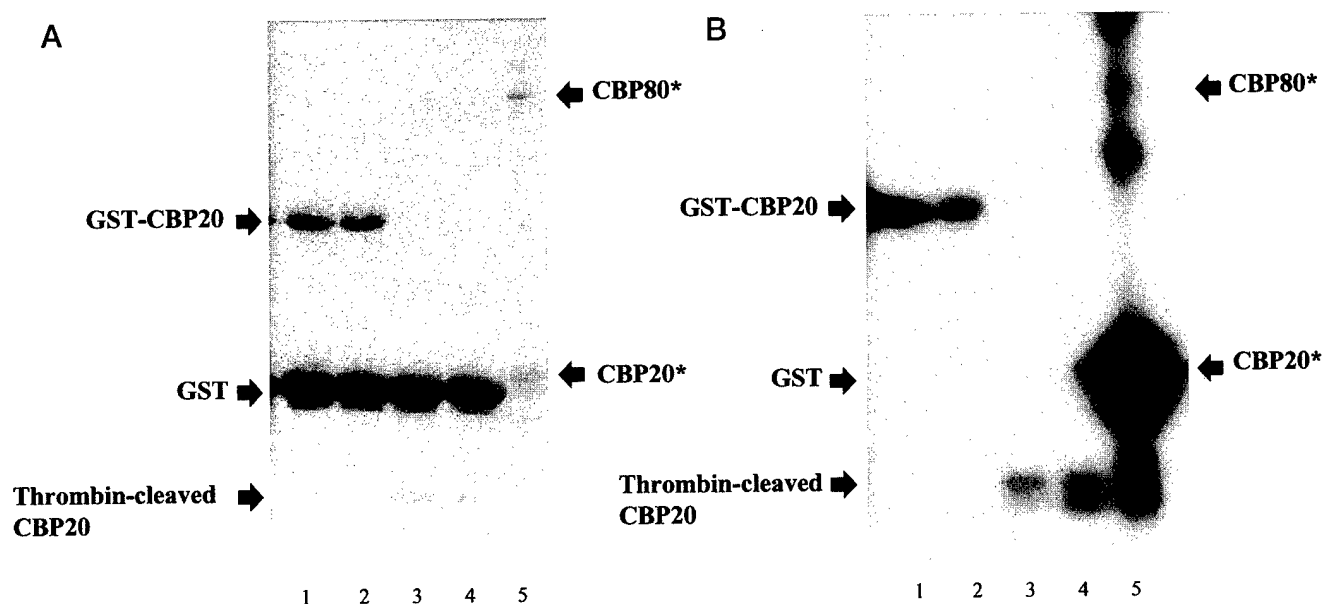 A
CBP80*
GST-CBP20
GST
CBP20*
Thrombin-cleaved
CBP20
1 2 3 4 5
B
CBP80*
GST-CBP20
GST
CBP20*
Thrombin-cleaved
CBP20
1 2 3 4 5